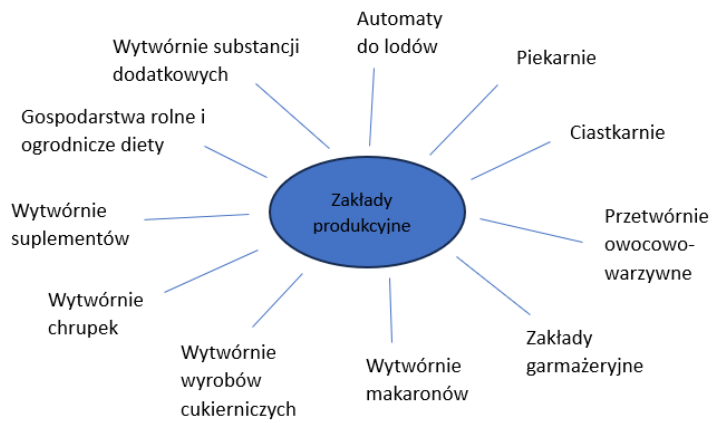 Automaty
do lodów
Piekarnie
Ciastkarnie
Przetwórnie
owocowo-
warzywne
Zakłady
garmażeryjne
Wytwórnie
makaronów
Wytwórnie
wyrobów
cukierniczych
Wytwórnie
chrupek
Wytwórnie
suplementów
Gospodarstwa rolne i
ogrodnicze diety
Wytwórnie substancji
dodatkowych
Zakłady
produkcyjne